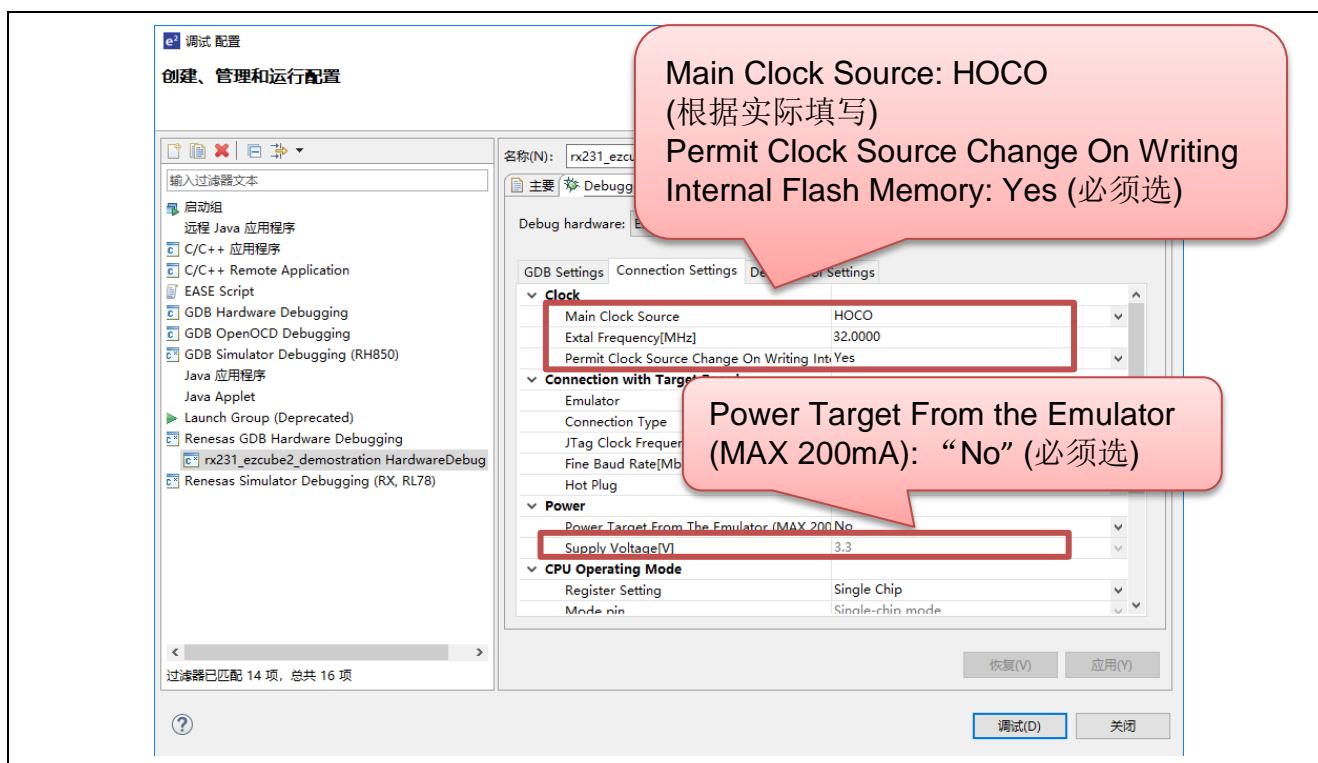 调试 配置
创建、管理和运行配置
Main Clock Source: HOCO
(根据实际填写)
Permit Clock Source Change On Writing
Internal Flash Memory: Yes (必须选)
输入过滤器文本
启动组
远程 Java 应用程序
C/C++ 应用程序
C/C++ Remote Application
EASE Script
GDB Hardware Debugging
GDB OpenOCD Debugging
GDB Simulator Debugging (RH850)
Java 应用程序
Java Applet
Launch Group (Deprecated)
Renesas GDB Hardware Debugging
rx231_ezcube2_demostration HardwareDebug
Renesas Simulator Debugging (RX, RL78)
过滤器已匹配 14 项，总共 16 项
名称(N):
主要
Debug hardware:
GDB Settings Connection Settings Settings
Clock
Main Clock Source HOCO
Extal Frequency[MHz] 32.0000
Permit Clock Source Change On Writing Yes
Connection with
Emulator
Connection Type
JTag Clock
Fine
Hot Plug
Power Target From the Emulator
(MAX 200mA): “No” (必须选)
Power
Power Target From The Emulator (MAX 200 No
Supply Voltage[V] 3.3
CPU Operating Mode
Register Setting Single Chip
Mode pin Single-chip mode
恢复(V) 应用(Y)
调试(D) 关闭